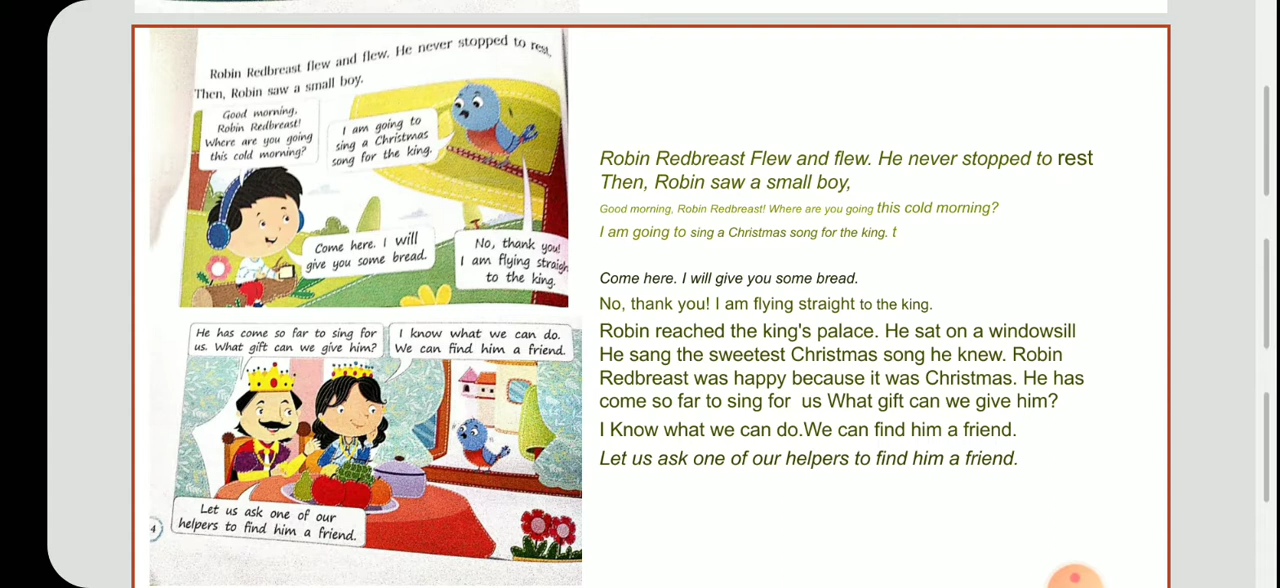 Robin Redbreast flew and flew. He never stopped to rest,
Then, Robin saw a small boy.
Good morning,
Robin Redbreast!
Where are you going
this cold morning?
I am going to
sing a Christmas
song for the king.
Come here. I will
give you some bread.
No, thank you!
I am flying straigh
to the king.
He has come so far to sing for
us. What gift can we give him?
I know what we can do.
We can find him a friend.
Let us ask one of our
helpers to find him a friend.
4
Robin Redbreast Flew and flew. He never stopped to rest
Then, Robin saw a small boy,
Good morning, Robin Redbreast! Where are you going this cold morning?
I am going to sing a Christmas song for the king. t
Come here. I will give you some bread.
No, thank you! I am flying straight to the king.
Robin reached the king's palace. He sat on a windowsill
He sang the sweetest Christmas song he knew. Robin
Redbreast was happy because it was Christmas. He has
come so far to sing for us What gift can we give him?
I Know what we can do.We can find him a friend.
Let us ask one of our helpers to find him a friend.